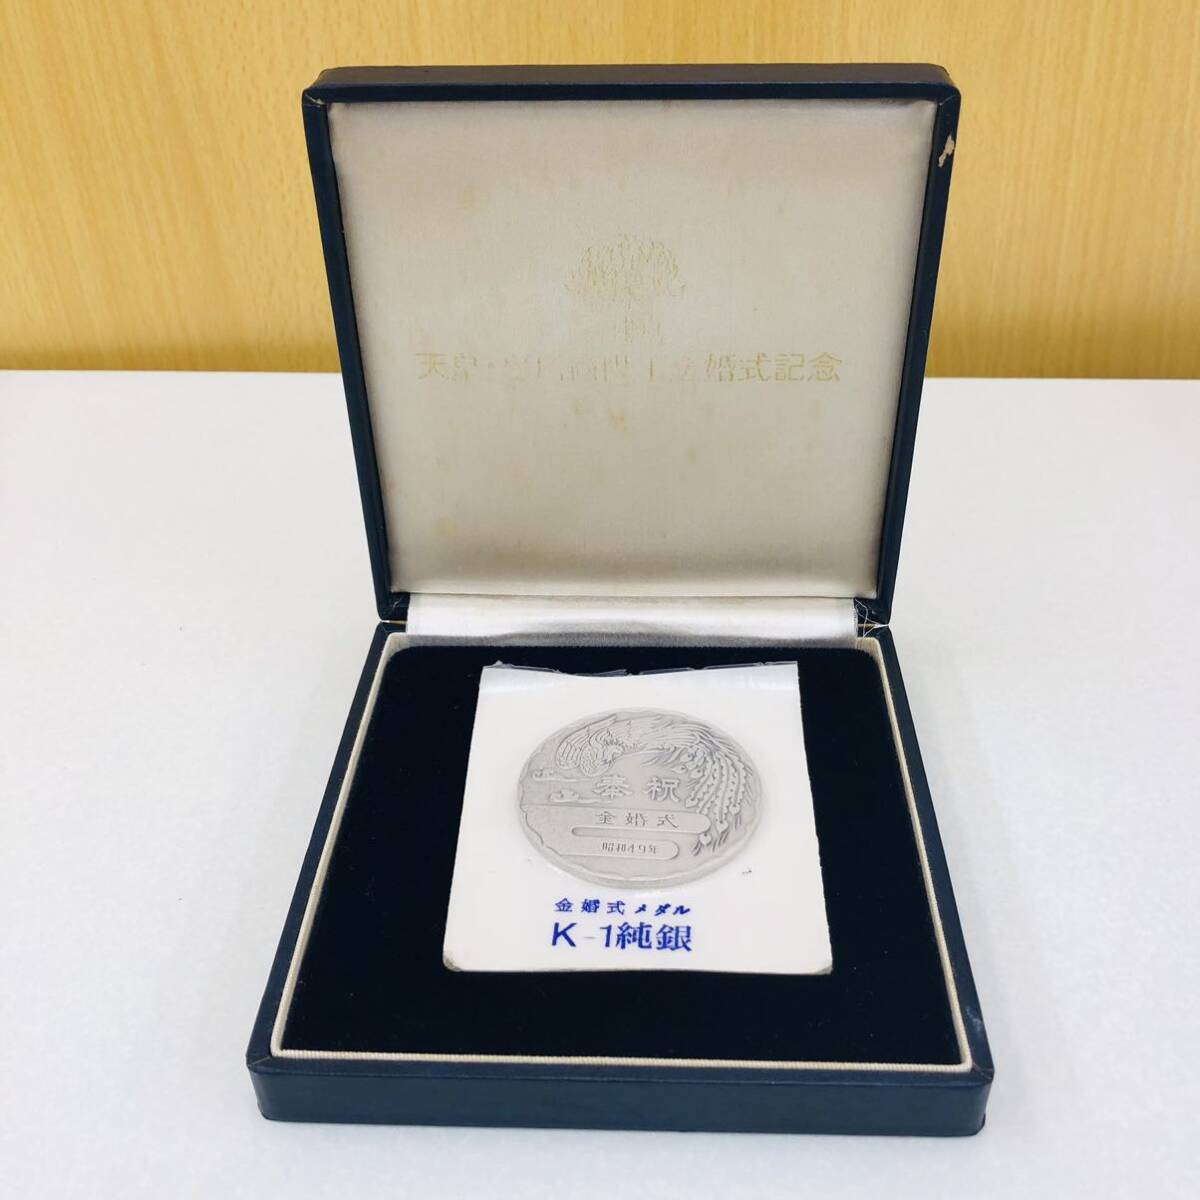 天皇・皇后両陛下金婚式記念
奉祝
金婚式
昭和49年
金婚式メダル
K-1純銀